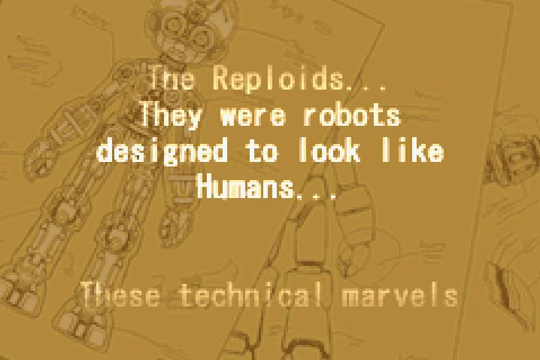 The Reploids...
They were robots
designed to look like
Humans...
These technical marvels